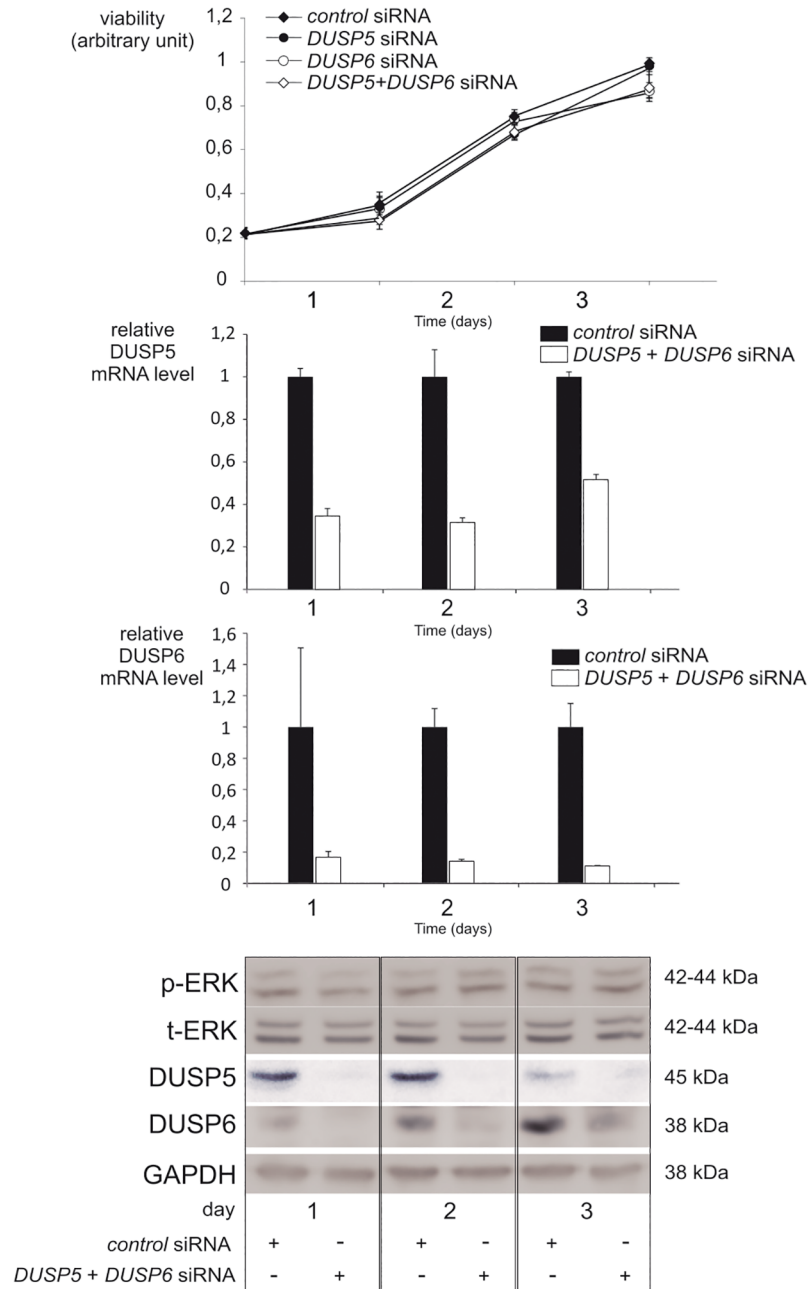 viability
(arbitrary unit)
control siRNA
DUSP5 siRNA
DUSP6 siRNA
DUSP5+DUSP6 siRNA
1,2
1
0,8
0,6
0,4
0,2
0
1 2 3
Time (days)
relative
DUSP5
mRNA level
control siRNA
DUSP5 + DUSP6 siRNA
1,2
1
0,8
0,6
0,4
0,2
0
1 2 3
Time (days)
relative
DUSP6
mRNA level
control siRNA
DUSP5 + DUSP6 siRNA
1,6
1,4
1,2
1
0,8
0,6
0,4
0,2
0
1 2 3
Time (days)
p-ERK 42-44 kDa
t-ERK 42-44 kDa
DUSP5 45 kDa
DUSP6 38 kDa
GAPDH 38 kDa
day 1 2 3
control siRNA + - + - + -
DUSP5 + DUSP6 siRNA - + - + - +